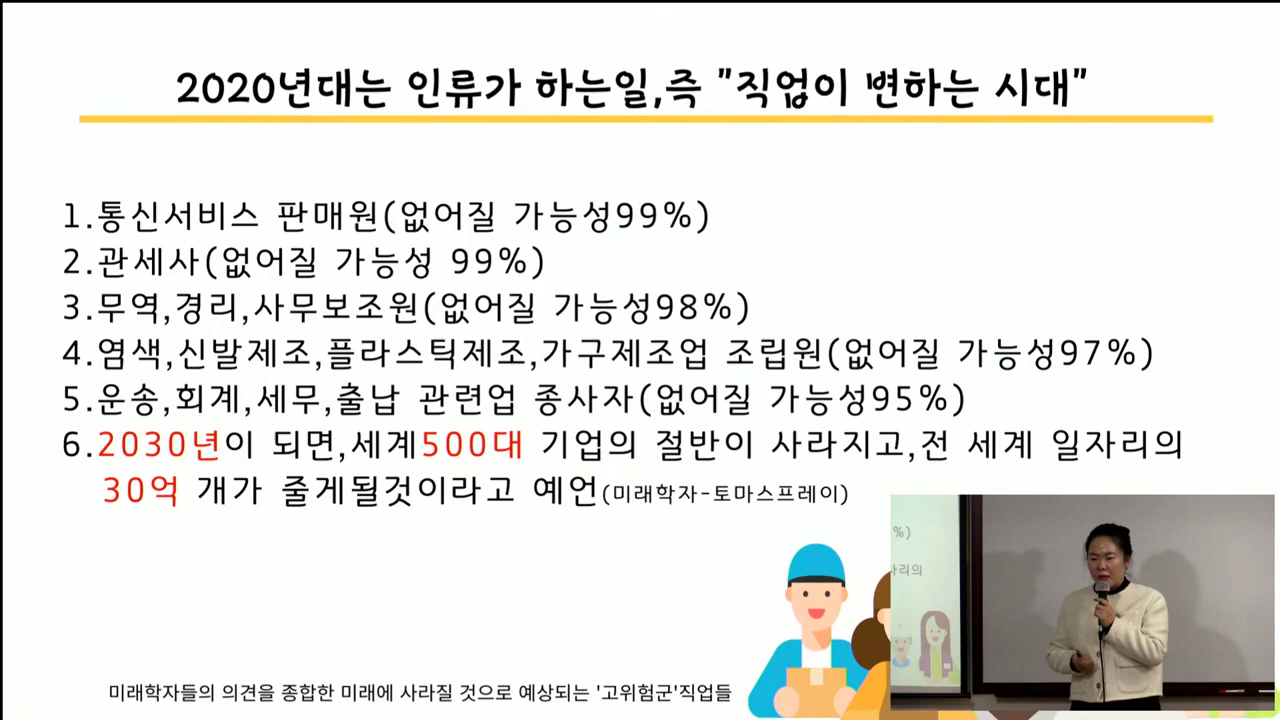 2020년대는 인류가 하는일,즉 "직업이 변하는 시대"
1.통신서비스 판매원(없어질 가능성99%)
2.관세사(없어질 가능성 99%)
3.무역,경리,사무보조원(없어질 가능성98%)
4.염색,신발제조,플라스틱제조,가구제조업 조립원(없어질 가능성97%)
5.운송,회계,세무,출납 관련업 종사자(없어질 가능성95%)
6.2030년이 되면,세계500대 기업의 절반이 사라지고,전 세계 일자리의
30억 개가 줄게될것이라고 예언(미래학자-토마스프레이)
%)
자리의
미래학자들의 의견을 종합한 미래에 사라질 것으로 예상되는 '고위험군'직업들